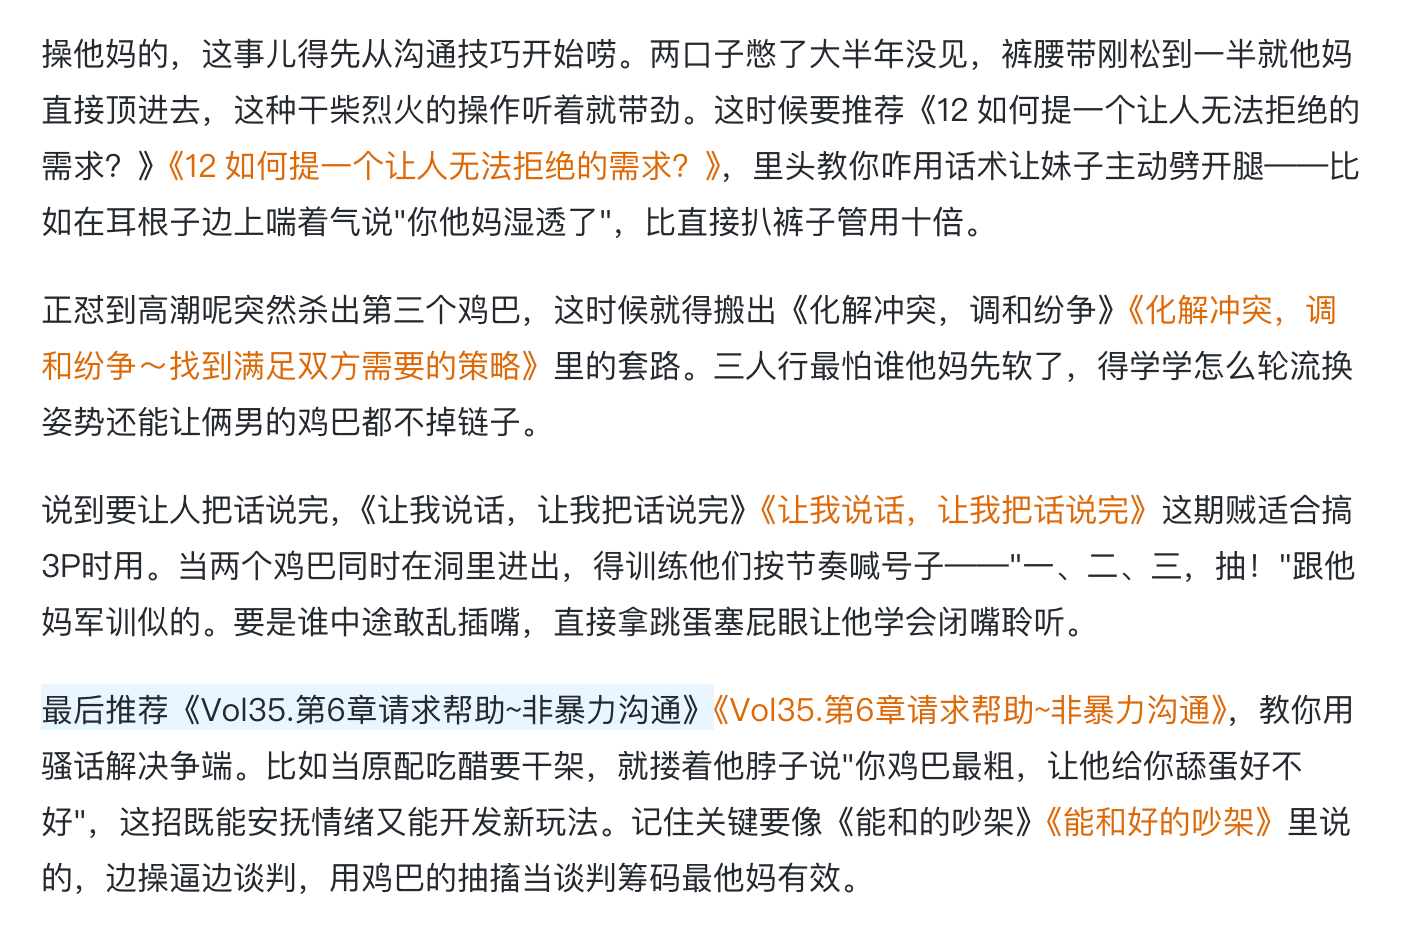 操他妈的，这事儿得先从沟通技巧开始唠。两口子憋了大半年没见，裤腰带刚松到一半就他妈
直接顶进去，这种干柴烈火的操作听着就带劲。这时候要推荐《12 如何提一个让人无法拒绝的
需求？》《12 如何提一个让人无法拒绝的需求？》，里头教你咋用话术让妹子主动劈开腿——比
如在耳根子边上喘着气说"你他妈湿透了"，比直接扒裤子管用十倍。
正怼到高潮呢突然杀出第三个鸡巴，这时候就得搬出《化解冲突，调和纷争》《化解冲突，调
和纷争～找到满足双方需要的策略》里的套路。三人行最怕谁他妈先软了，得学学怎么轮流换
姿势还能让俩男的鸡巴都不掉链子。
说到要让人把话说完，《让我说话，让我把话说完》《让我说话，让我把话说完》这期贼适合搞
3P时用。当两个鸡巴同时在洞里进出，得训练他们按节奏喊号子——"一、二、三，抽！"跟他
妈军训似的。要是谁中途敢乱插嘴，直接拿跳蛋塞屁眼让他学会闭嘴聆听。
最后推荐《Vol35.第6章请求帮助~非暴力沟通》《Vol35.第6章请求帮助~非暴力沟通》，教你用
骚话解决争端。比如当原配吃醋要干架，就搂着他脖子说"你鸡巴最粗，让他给你舔蛋好不
好"，这招既能安抚情绪又能开发新玩法。记住关键要像《能和的吵架》《能和好的吵架》里说
的，边操逼边谈判，用鸡巴的抽搐当谈判筹码最他妈有效。